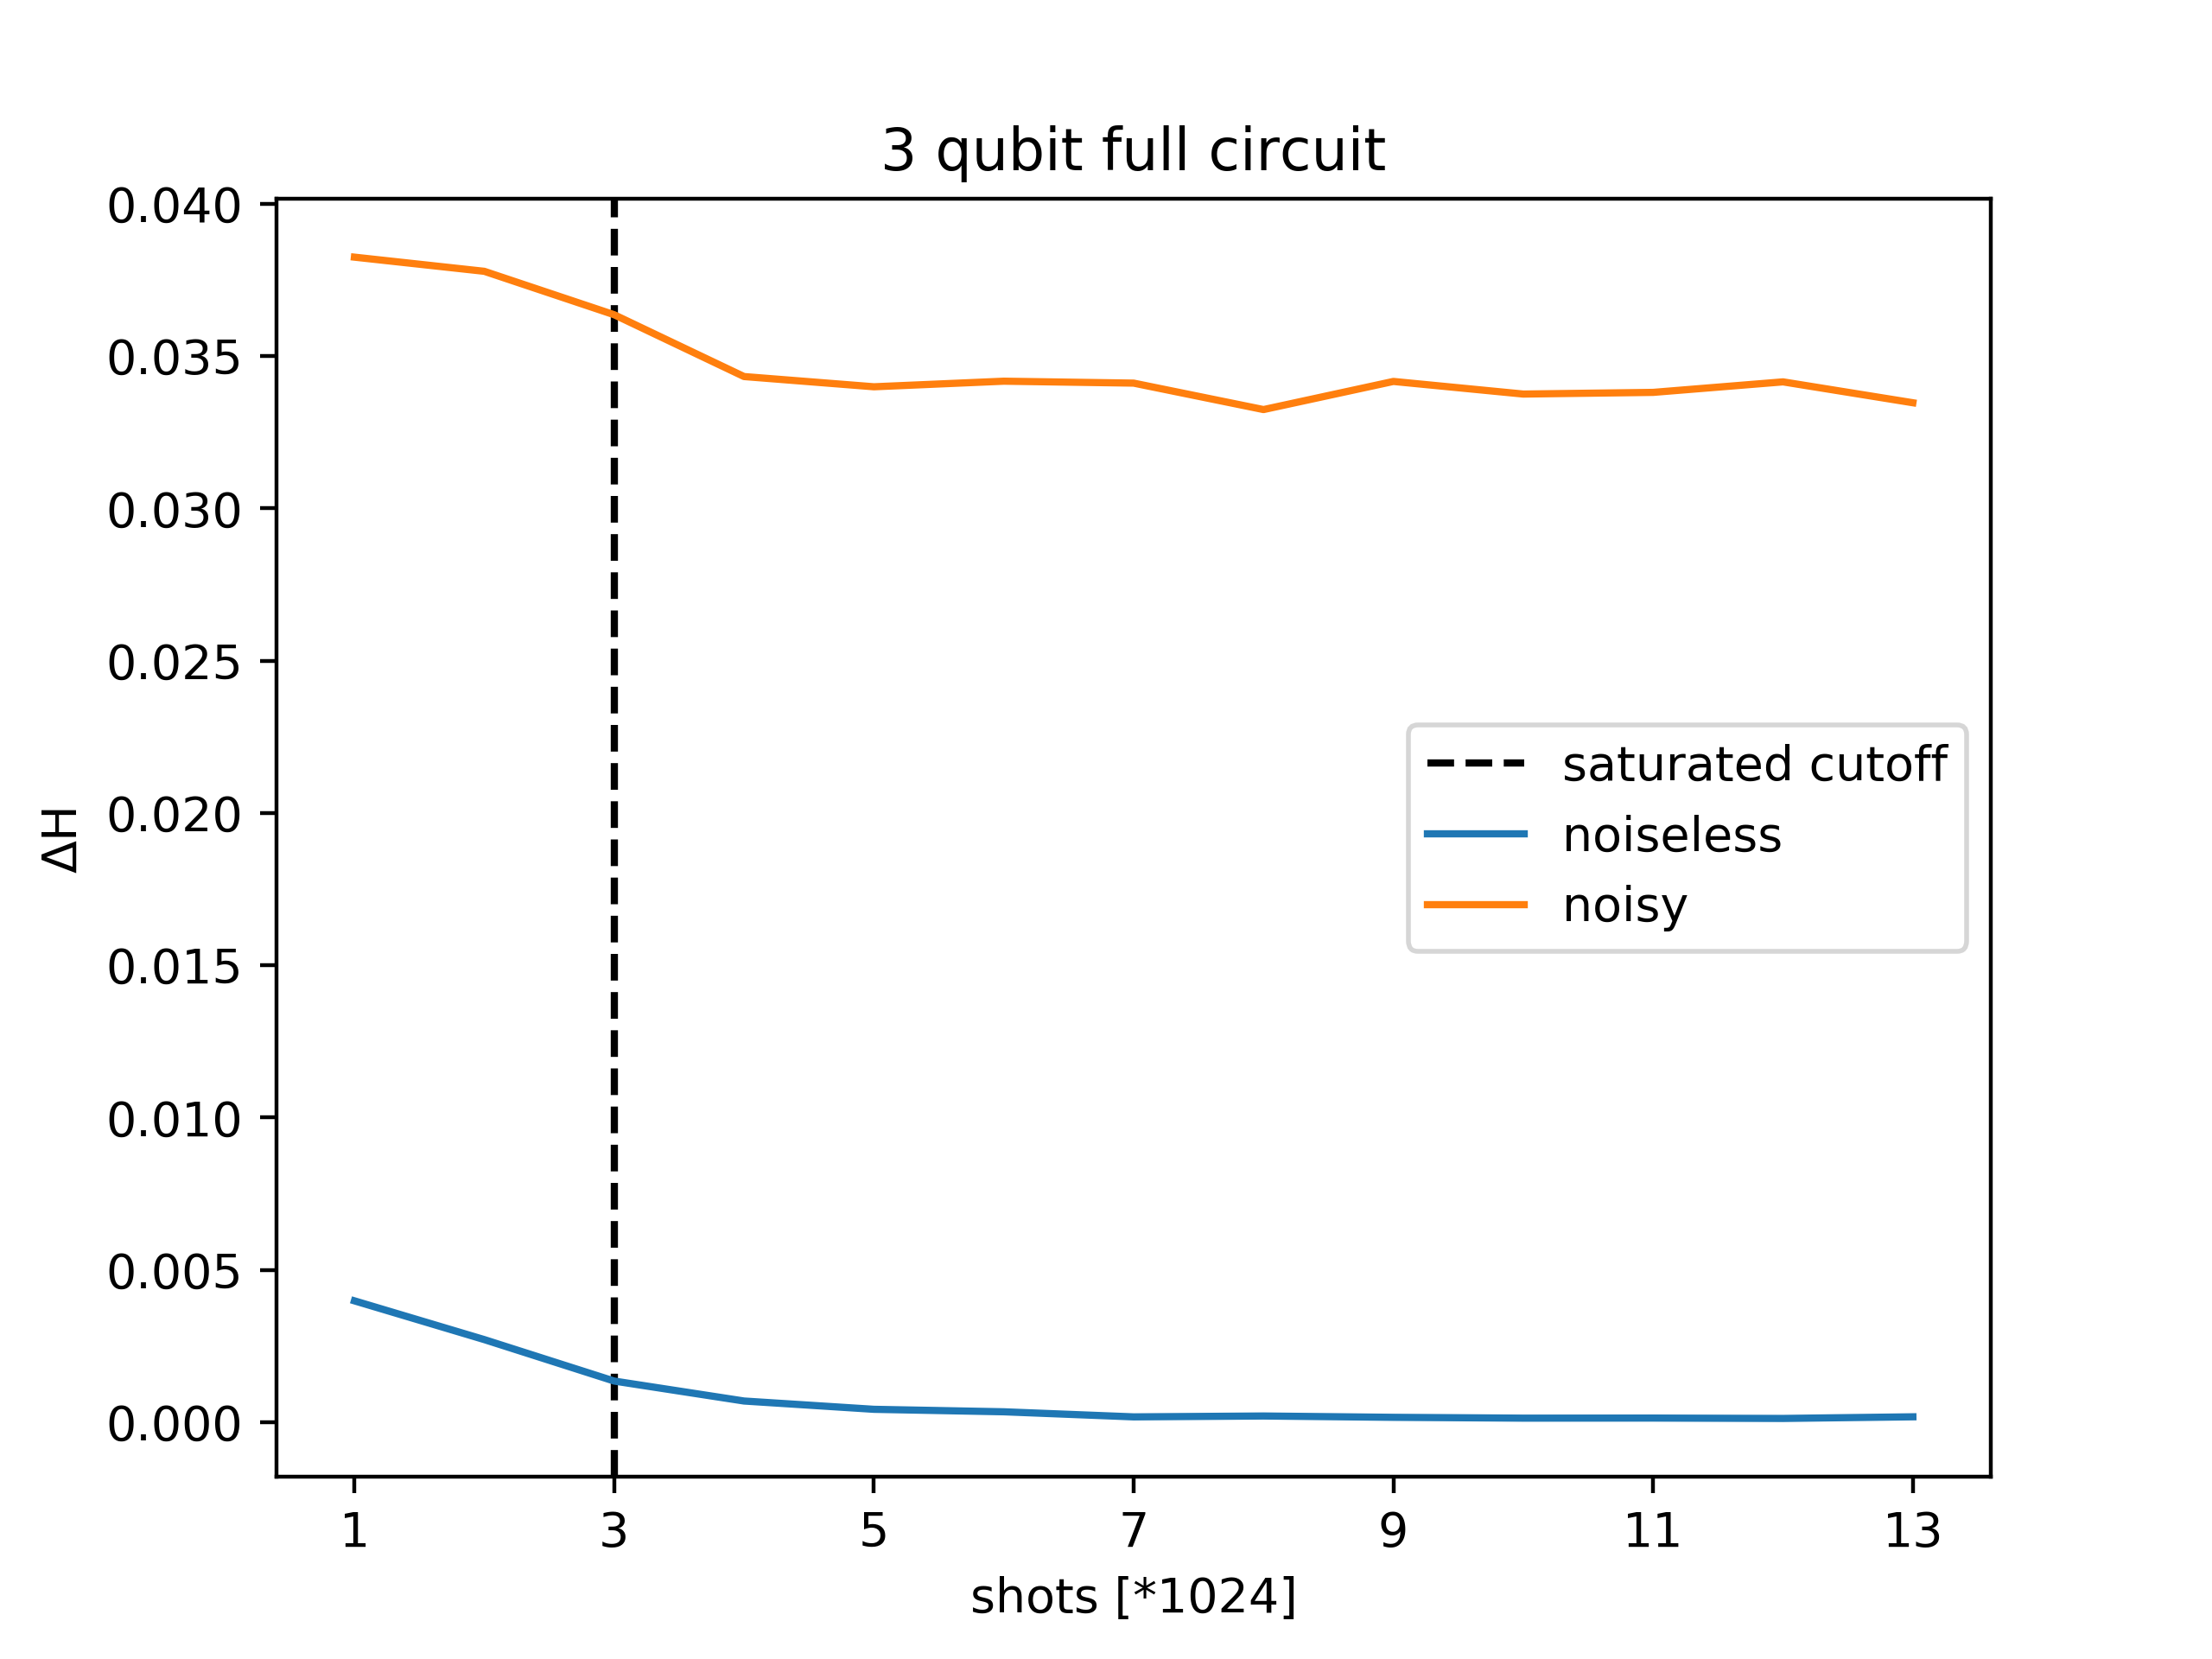 3 qubit full circuit
0.040
0.035
0.030
0.025
0.020
0.015
0.010
0.005
0.000
ΔH
saturated cutoff
noiseless
noisy
1 3 5 7 9 11 13
shots [*1024]